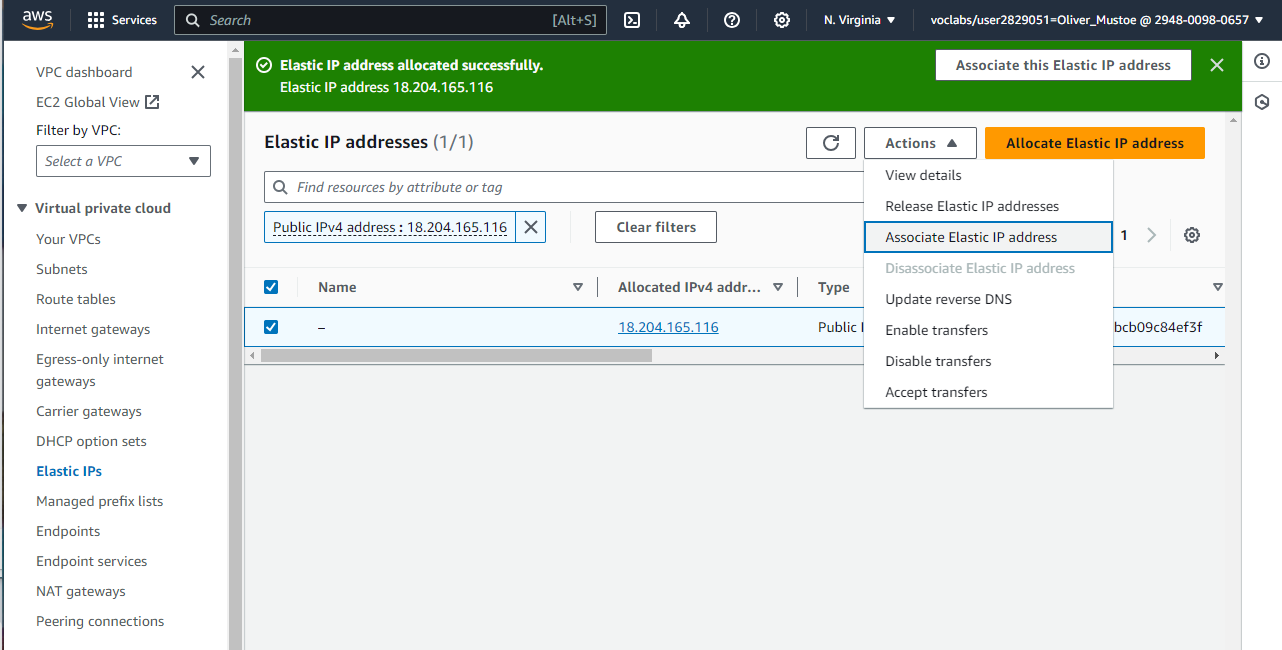 aws
Services
Search [Alt+S]
N. Virginia
voclabs/user2829051=Oliver_Mustoe @ 2948-0098-0657
VPC dashboard
EC2 Global View
Filter by VPC:
Select a VPC
Virtual private cloud
Your VPCs
Subnets
Route tables
Internet gateways
Egress-only internet
gateways
Carrier gateways
DHCP option sets
Elastic IPs
Managed prefix lists
Endpoints
Endpoint services
NAT gateways
Peering connections
Elastic IP address allocated successfully.
Elastic IP address 18.204.165.116
Associate this Elastic IP address
Elastic IP addresses (1/1)
Actions
Allocate Elastic IP address
Find resources by attribute or tag
Public IPv4 address : 18.204.165.116
Clear filters
1
View details
Release Elastic IP addresses
Associate Elastic IP address
Disassociate Elastic IP address
Update reverse DNS
Enable transfers
Disable transfers
Accept transfers
Name Allocated IPv4 addr... Type
– 18.204.165.116 Public bcb09c84ef3f